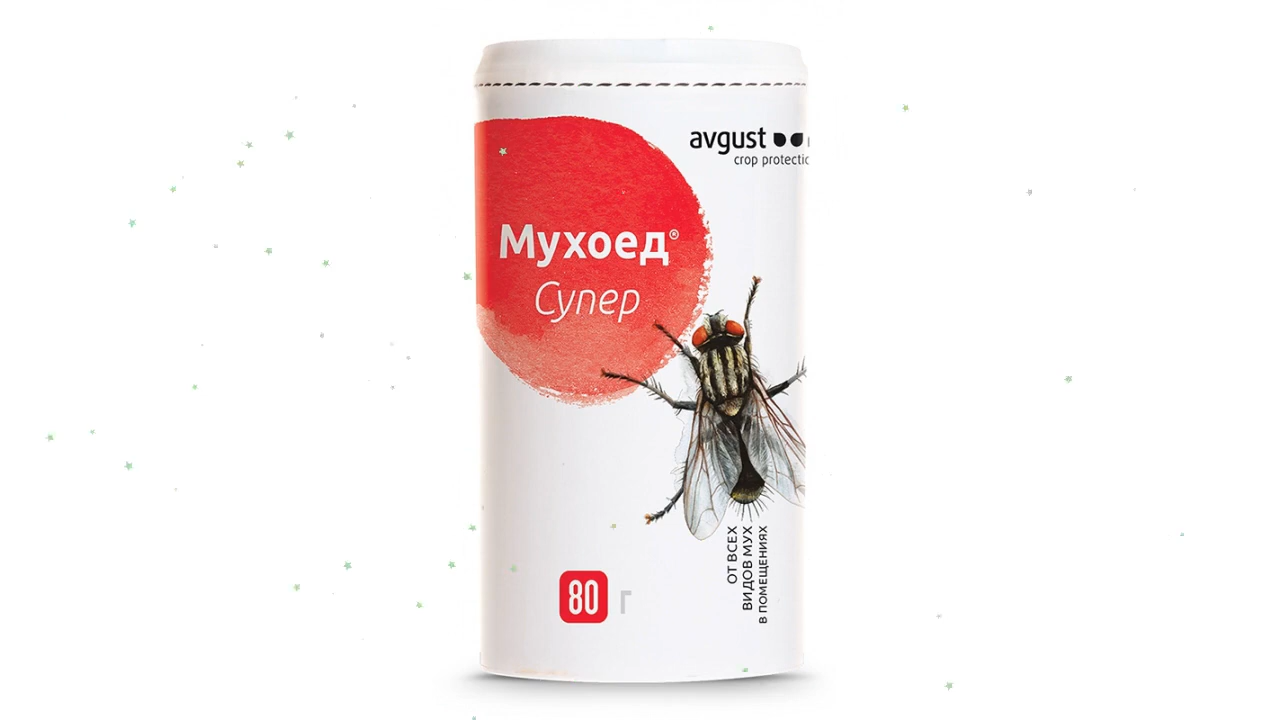 avgust
crop protectio
Мухоед®
Супер
ОТ ВСЕХ
ВИДОВ МУХ
В ПОМЕЩЕНИЯХ
80 г